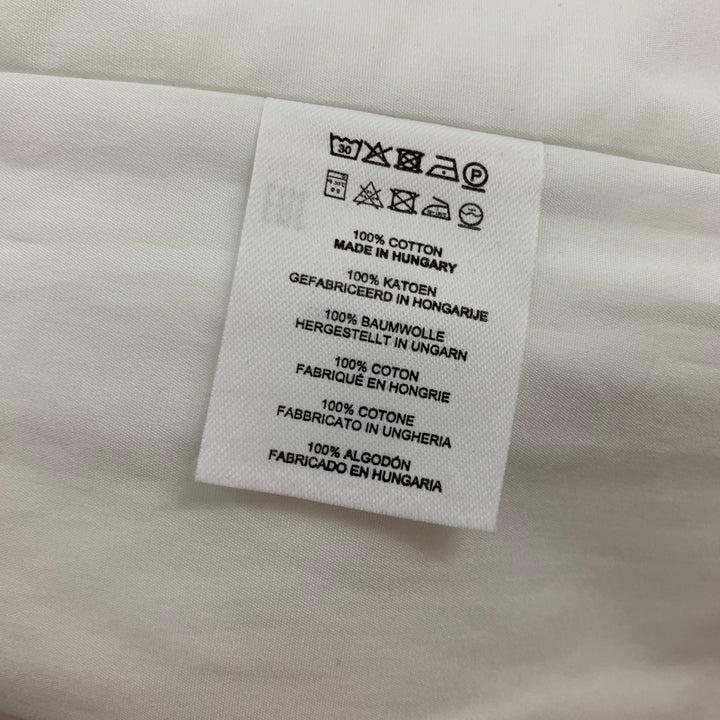 30
P
100% COTTON
MADE IN HUNGARY
100% KATOEN
GEFABRICEERD IN HONGARIJE
100% BAUMWOLLE
HERGESTELLT IN UNGARN
100% COTON
FABRIQUÉ EN HONGRIE
100% COTONE
FABBRICATO IN UNGHERIA
100% ALGODÓN
FABRICADO EN HUNGARIA